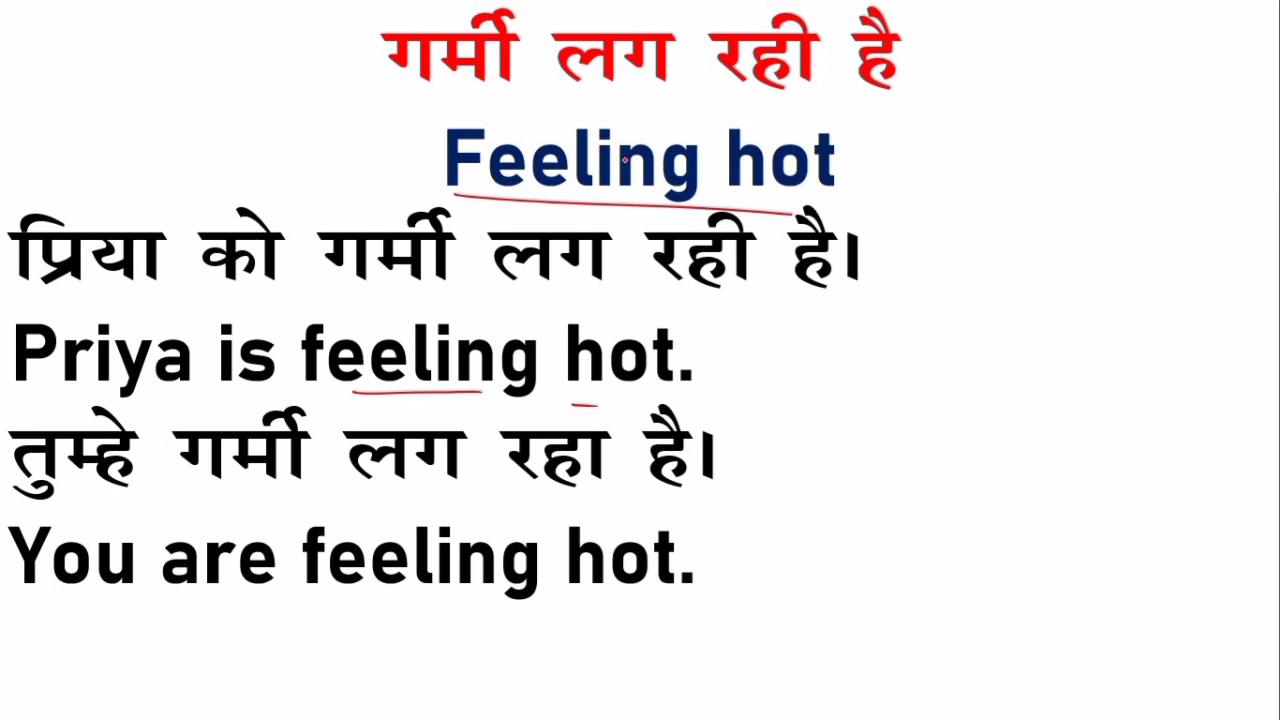 गर्मी लग रही है
Feeling hot
प्रिया को गर्मी लग रही है।
Priya is feeling hot.
तुम्हे गर्मी लग रहा है।
You are feeling hot.